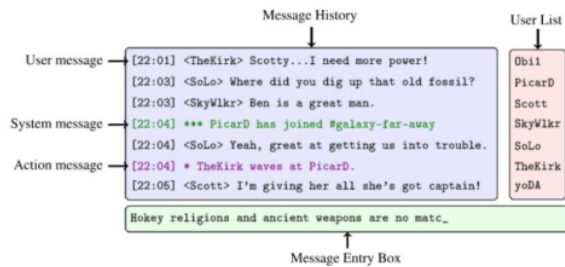 Message History
User List
User message
System message
Action message
[22:01] <TheKirk> Scotty...I need more power!
[22:03] <SoLo> Where did you dig up that old fossil?
[22:03] <SkyWlkr> Ben is a great man.
[22:04] *** PicarD has joined #galaxy-far-away
[22:04] <SoLo> Yeah, great at getting us into trouble.
[22:04] * TheKirk waves at PicarD.
[22:05] <Scott> I'm giving her all she's got captain!
Obi1
PicarD
Scott
SkyWlkr
SoLo
TheKirk
yoDA
Hokey religions and ancient weapons are no matc_
Message Entry Box